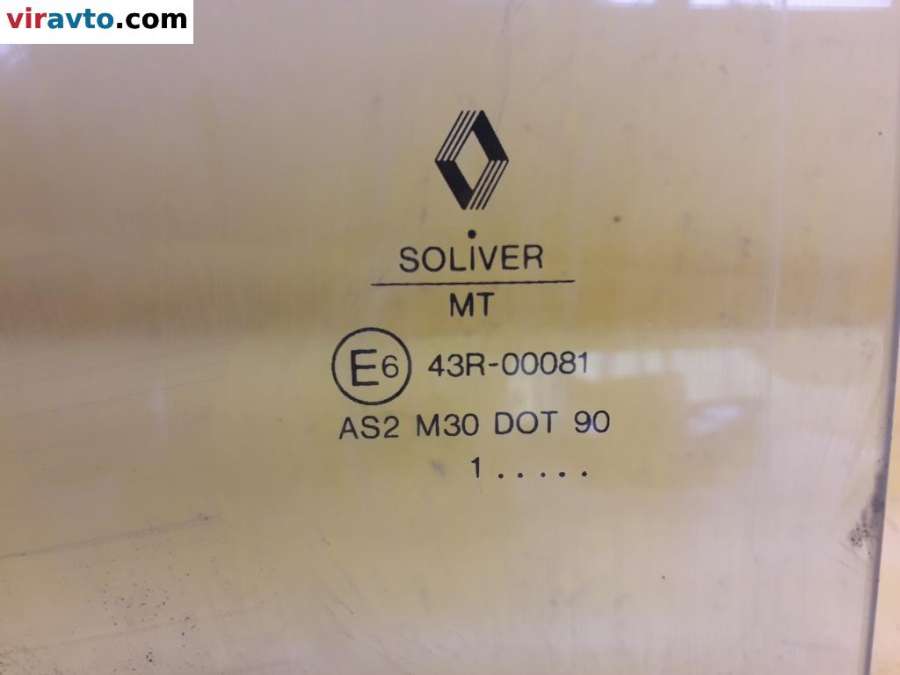 viravto.com
SOLIVER
MT
E6 43R-00081
AS2 M30 DOT 90
1.....